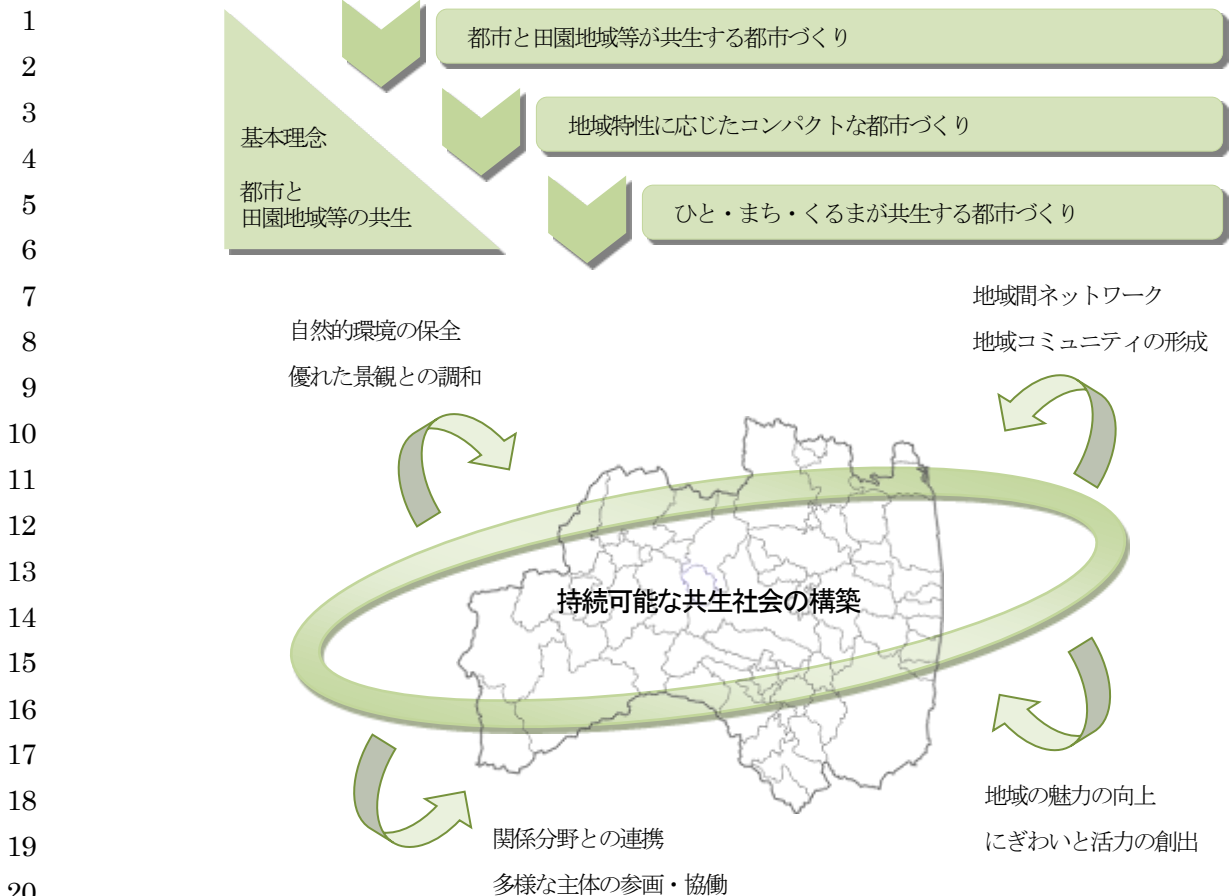 1
2
3
4
5
6
7
8
9
10
11
12
13
14
15
16
17
18
19
20
都市と田園地域等が共生する都市づくり
地域特性に応じたコンパクトな都市づくり
基本理念
都市と
田園地域等の共生
ひと・まち・くるまが共生する都市づくり
自然的環境の保全
優れた景観との調和
地域間ネットワーク
地域コミュニティの形成
持続可能な共生社会の構築
関係分野との連携
多様な主体の参画・協働
地域の魅力の向上
にぎわいと活力の創出